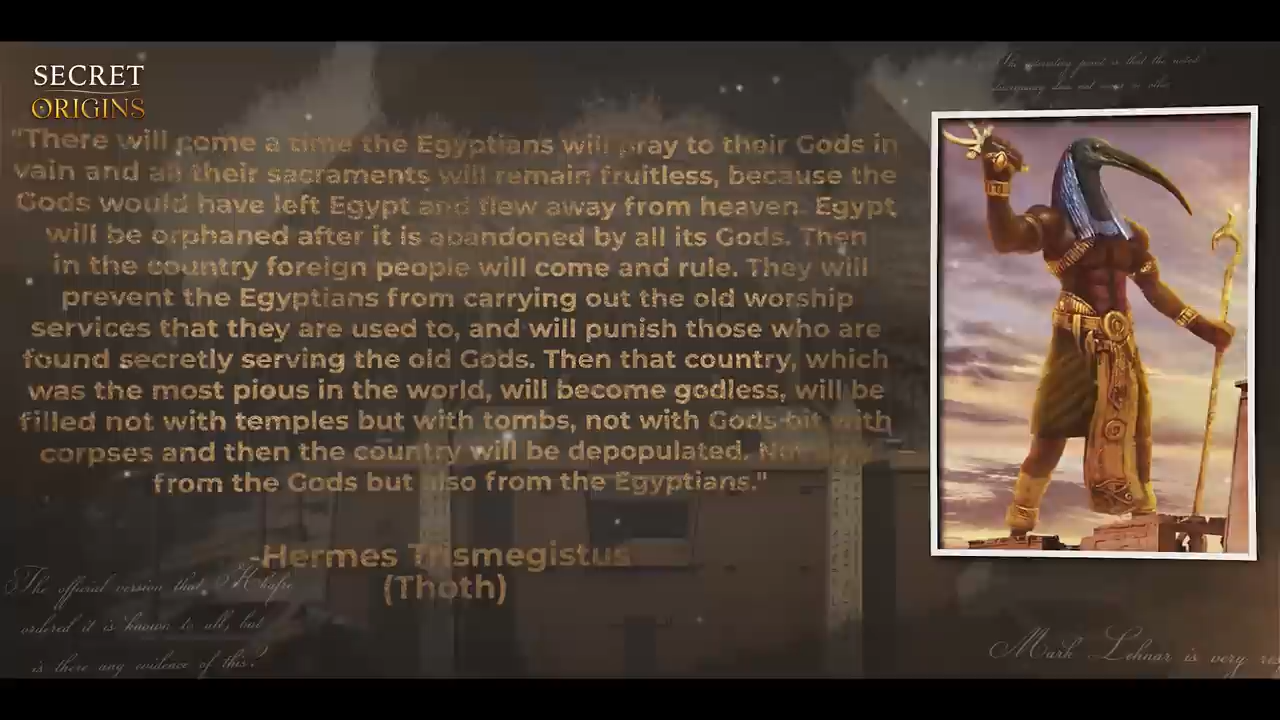 SECRET
ORIGINS
"There will come a time the Egyptians will pray to their Gods in
vain and all their sacraments will remain fruitless, because the
Gods would have left Egypt and flew away from heaven. Egypt
will be orphaned after it is abandoned by all its Gods. Then
in the country foreign people will come and rule. They will
prevent the Egyptians from carrying out the old worship
services that they are used to, and will punish those who are
found secretly serving the old Gods. Then that country, which
was the most pious in the world, will become godless, will be
filled not with temples but with tombs, not with Gods bit with
corpses and then the country will be depopulated.
from the Gods but also from the Egyptians."
-Hermes Trismegistus
(Thoth)
The official version that Khafre
ordered it is known to all, but
is there any evidence of this?
point is that the noted
Mark Lehnar is very